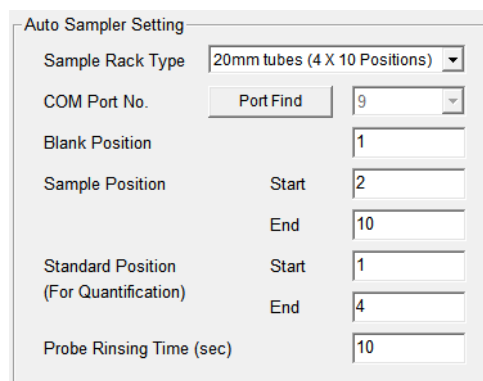 Auto Sampler Setting
Sample Rack Type 20mm tubes (4 X 10 Positions)
COM Port No. Port Find 9
Blank Position 1
Sample Position Start 2
End 10
Standard Position Start 1
(For Quantification)
End 4
Probe Rinsing Time (sec) 10